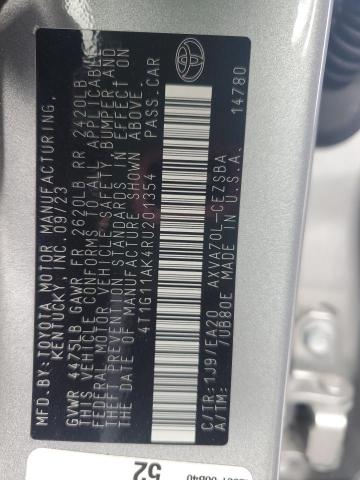 MFD. BY: TOYOTA MOTOR MANUFACTURING,
KENTUCKY, INC. 09/23
GVWR 4475LB GAWR FR 2620LB RR 2420LB
THIS VEHICLE CONFORMS TO ALL APPLICABLE
FEDERAL MOTOR VEHICLE SAFETY, BUMPER AND
THEFT PREVENTION STANDARDS IN EFFECT ON
THE DATE OF MANUFACTURE SHOWN ABOVE.
4T1G11AK4RU201354 PASS.CAR
C/TR: 1J9/EA20 AXVA70L-CEZSBA
A/TM: /UB80E MADE IN U.S.A.
14780
52